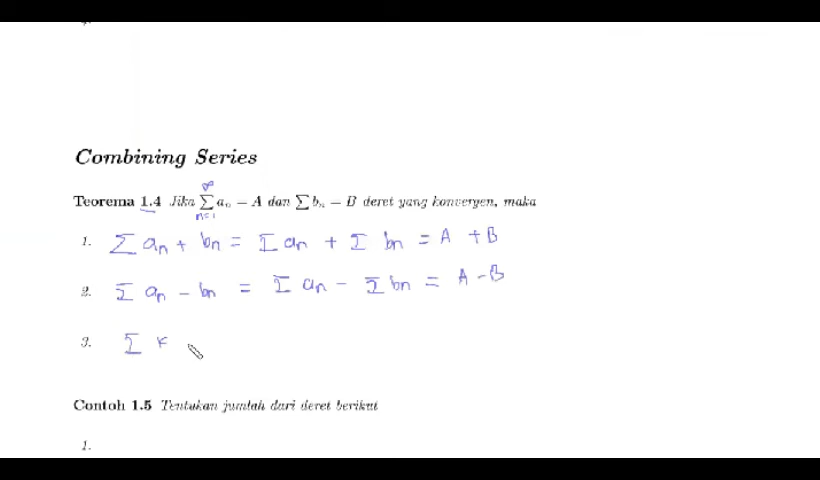 Combining Series
Teorema 1.4 Jika ∞∑n=1 aₙ = A dan ∑ bₙ = B deret yang konvergen, maka
1. ∑ aₙ + bₙ = ∑ aₙ + ∑ bₙ = A + B
2. ∑ aₙ - bₙ = ∑ aₙ - ∑ bₙ = A - B
3. ∑ k
Contoh 1.5 Tentukan jumlah dari deret berikut
1.